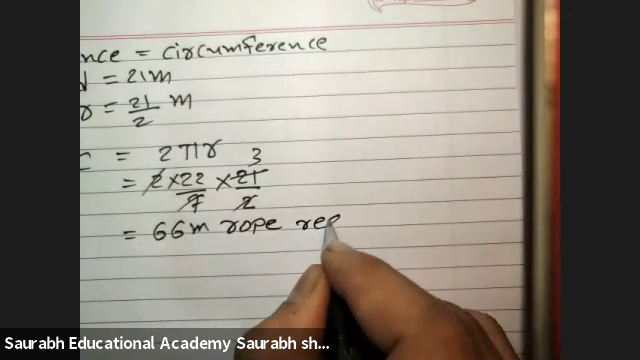 nce = circumference
d = 21m
r = 21/2 m
C = 2πr
= 2 × 22/7 × 21/2 3
= 66m rope re
Saurabh Educational Academy Saurabh sh...